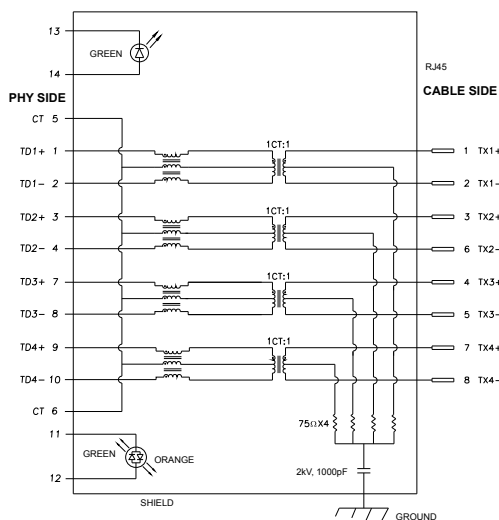 13
GREEN
14
RJ45
PHY SIDE
CABLE SIDE
CT 5
1CT:1
TD1+ 1
1 TX1+
TD1- 2
2 TX1-
1CT:1
TD2+ 3
3 TX2+
TD2- 4
6 TX2-
1CT:1
TD3+ 7
4 TX3+
TD3- 8
5 TX3-
1CT:1
TD4+ 9
7 TX4+
TD4- 10
8 TX4-
CT 6
75ΩX4
11
GREEN
ORANGE
12
2kV, 1000pF
SHIELD
GROUND